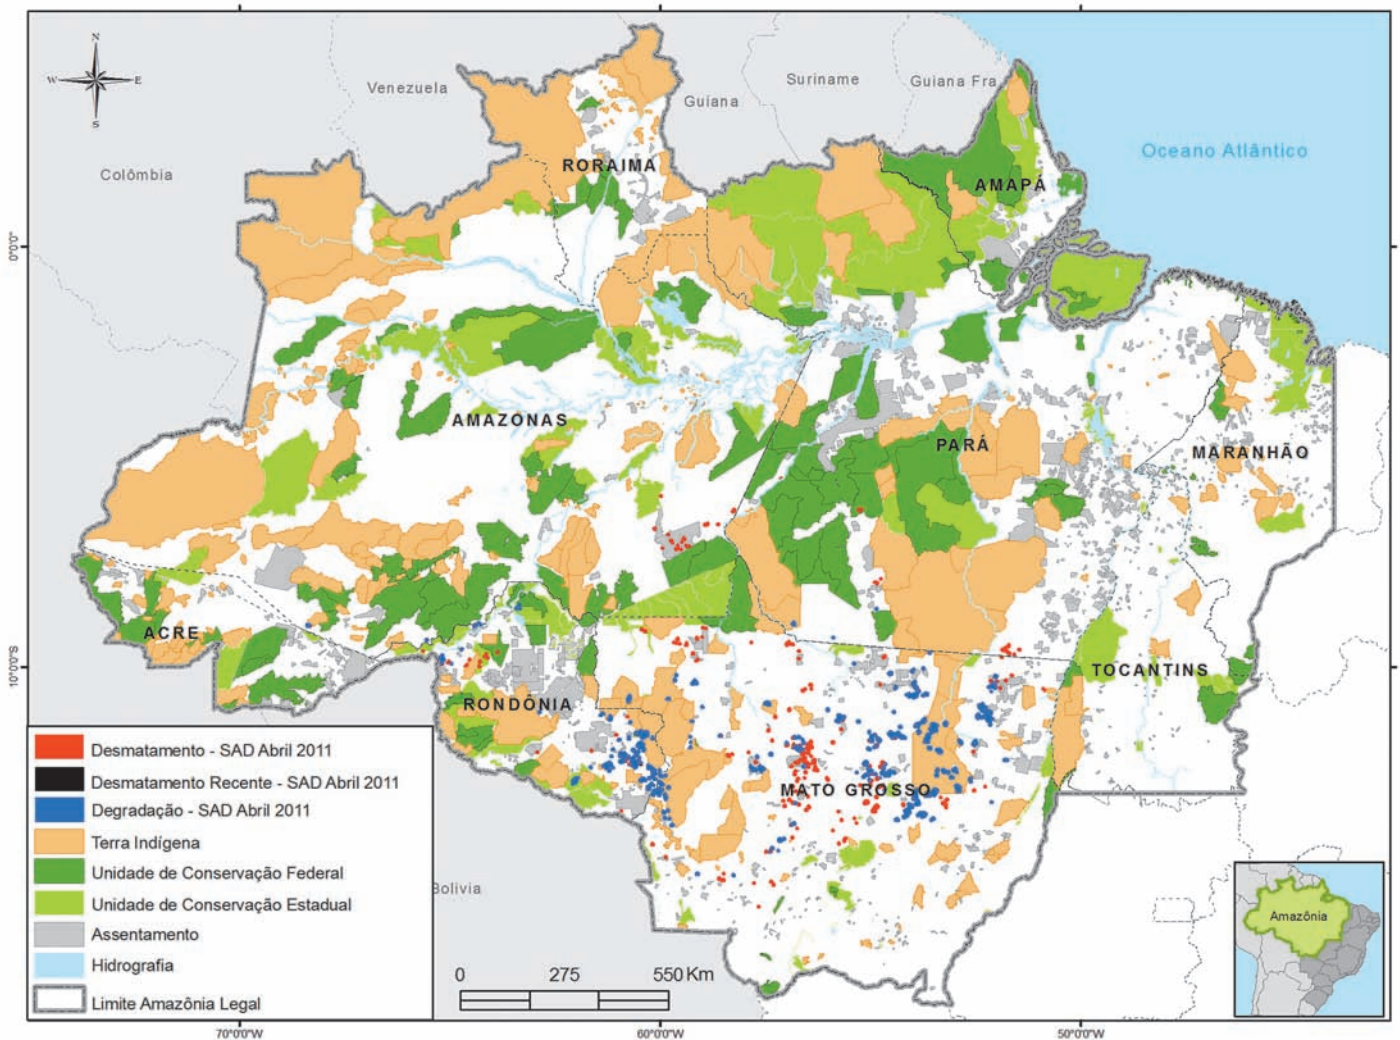 N
W
E
S
Venezuela
Guíana
Suriname
Guiana Fra
Colômbia
Oceano Atlântico
RORAIMA
AMAPÁ
0°0'0"
AMAZONAS
PARÁ
MARANHÃO
ACRE
10°0'0"S
TOCANTINS
RONDÔNIA
MATO GROSSO
Bolivia
Desmatamento - SAD Abril 2011
Desmatamento Recente - SAD Abril 2011
Degradação - SAD Abril 2011
Terra Indígena
Unidade de Conservação Federal
Unidade de Conservação Estadual
Assentamento
Hidrografia
Limite Amazônia Legal
0 275 550 Km
Amazônia
70°0'0"W 60°0'0"W 50°0'0"W